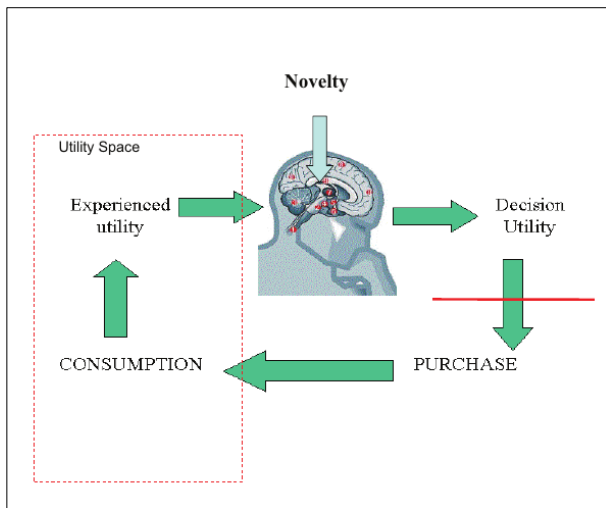 Novelty
Utility Space
Experienced
utility
Decision
Utility
CONSUMPTION
PURCHASE